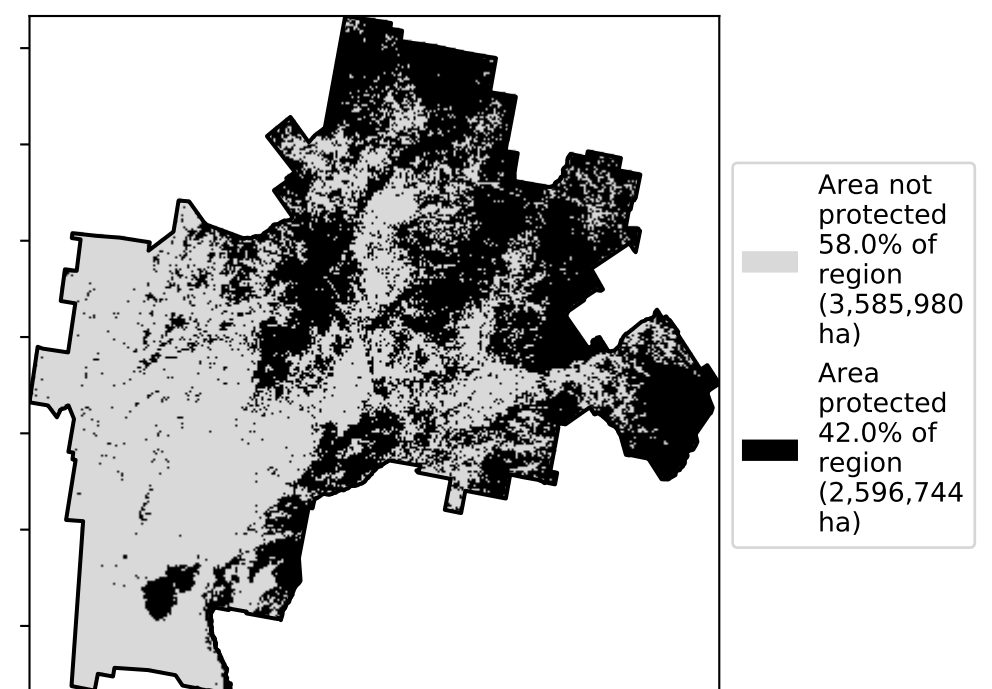 Area not
protected
58.0% of
region
(3,585,980
ha)
Area
protected
42.0% of
region
(2,596,744
ha)